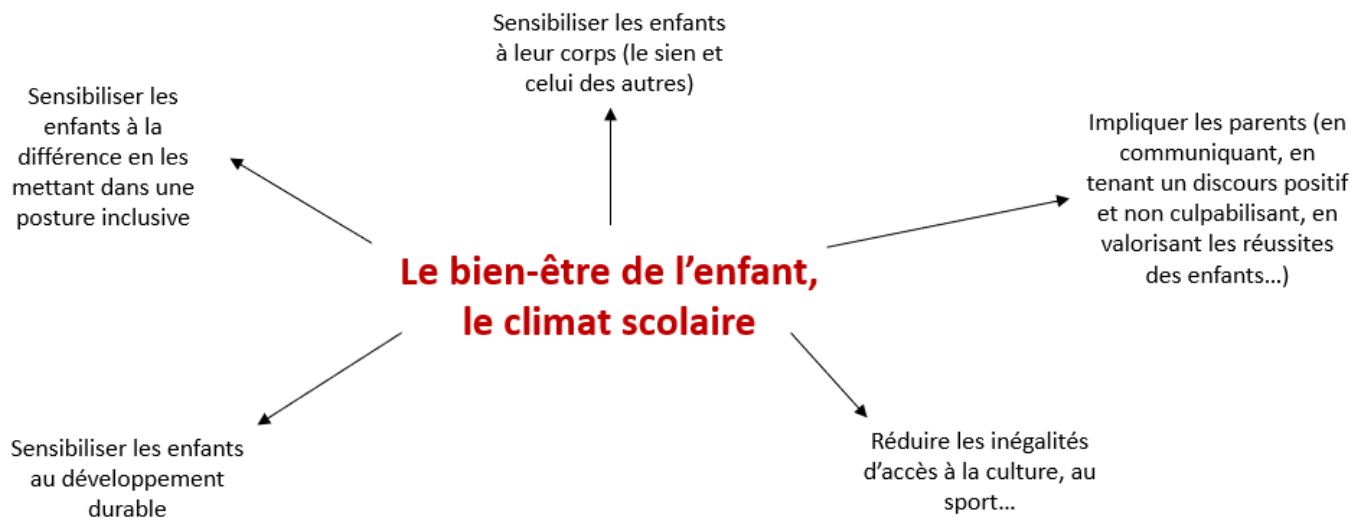 Sensibiliser les enfants
à leur corps (le sien et
celui des autres)
Sensibiliser les
enfants à la
différence en les
mettant dans une
posture inclusive
Impliquer les parents (en
communiquant, en
tenant un discours positif
et non culpabilisant, en
valorisant les réussites
des enfants…)
Le bien-être de l’enfant,
le climat scolaire
Sensibiliser les enfants
au développement
durable
Réduire les inégalités
d’accès à la culture, au
sport…